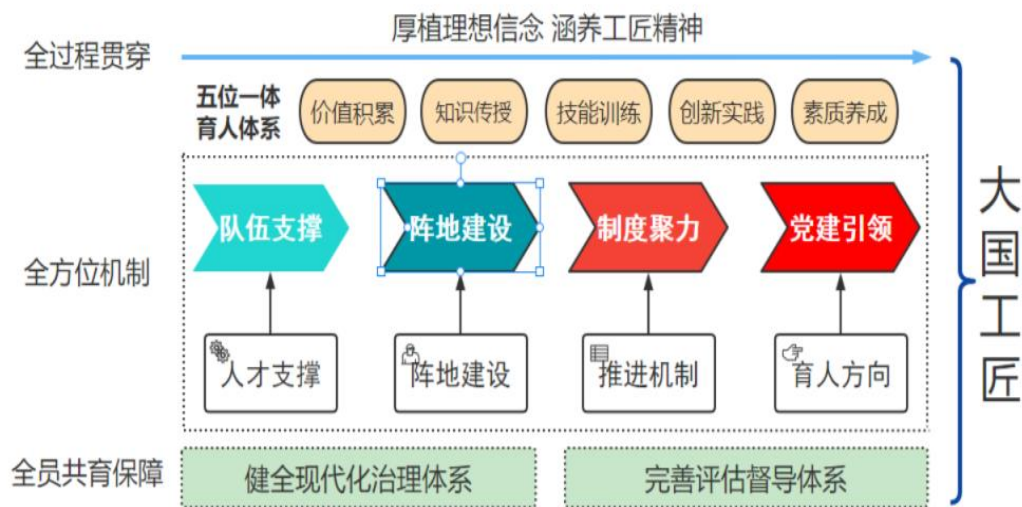 厚植理想信念 涵养工匠精神
全过程贯穿
五位一体
育人体系
价值积累
知识传授
技能训练
创新实践
素质养成
全方位机制
队伍支撑
阵地建设
制度聚力
党建引领
人才支撑
阵地建设
推进机制
育人方向
全员共育保障
健全现代化治理体系
完善评估督导体系
大国工匠